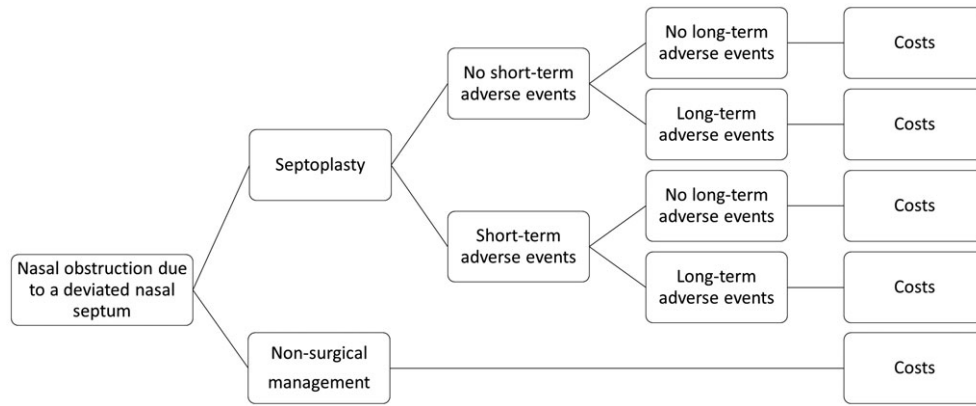 Nasal obstruction due
to a deviated nasal
septum
Septoplasty
Non-surgical
management
No short-term
adverse events
Short-term
adverse events
No long-term
adverse events
Long-term
adverse events
No long-term
adverse events
Long-term
adverse events
Costs
Costs
Costs
Costs
Costs